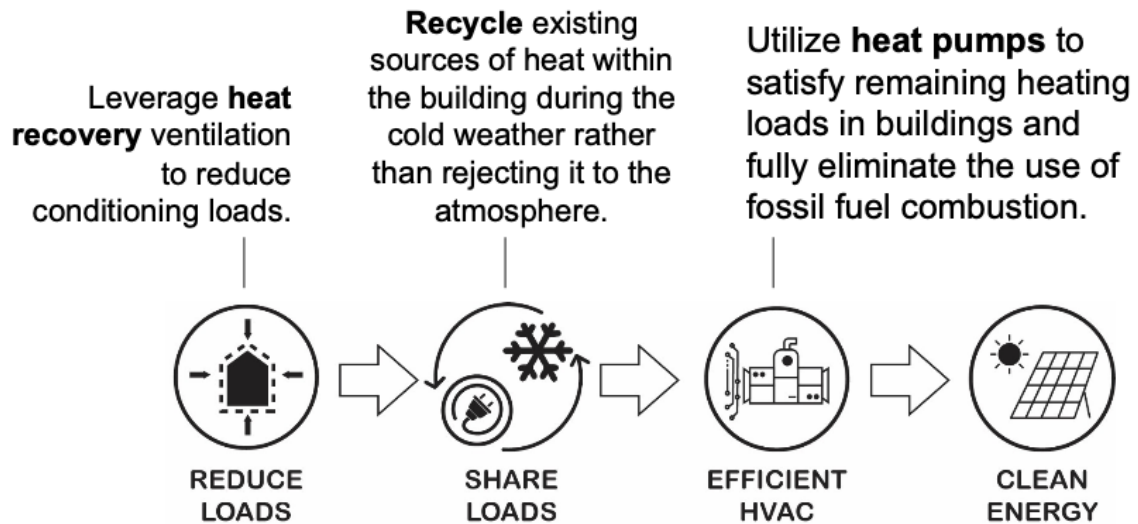 Leverage heat
recovery ventilation
to reduce
conditioning loads.
Recycle existing
sources of heat within
the building during the
cold weather rather
than rejecting it to the
atmosphere.
Utilize heat pumps to
satisfy remaining heating
loads in buildings and
fully eliminate the use of
fossil fuel combustion.
REDUCE
LOADS
SHARE
LOADS
EFFICIENT
HVAC
CLEAN
ENERGY